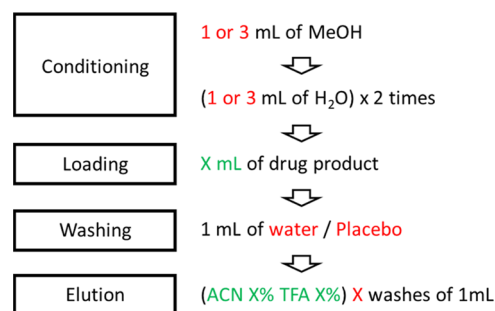 Conditioning
1 or 3 mL of MeOH
(1 or 3 mL of H₂O) x 2 times
Loading
X mL of drug product
Washing
1 mL of water / Placebo
Elution
(ACN X% TFA X%) X washes of 1mL